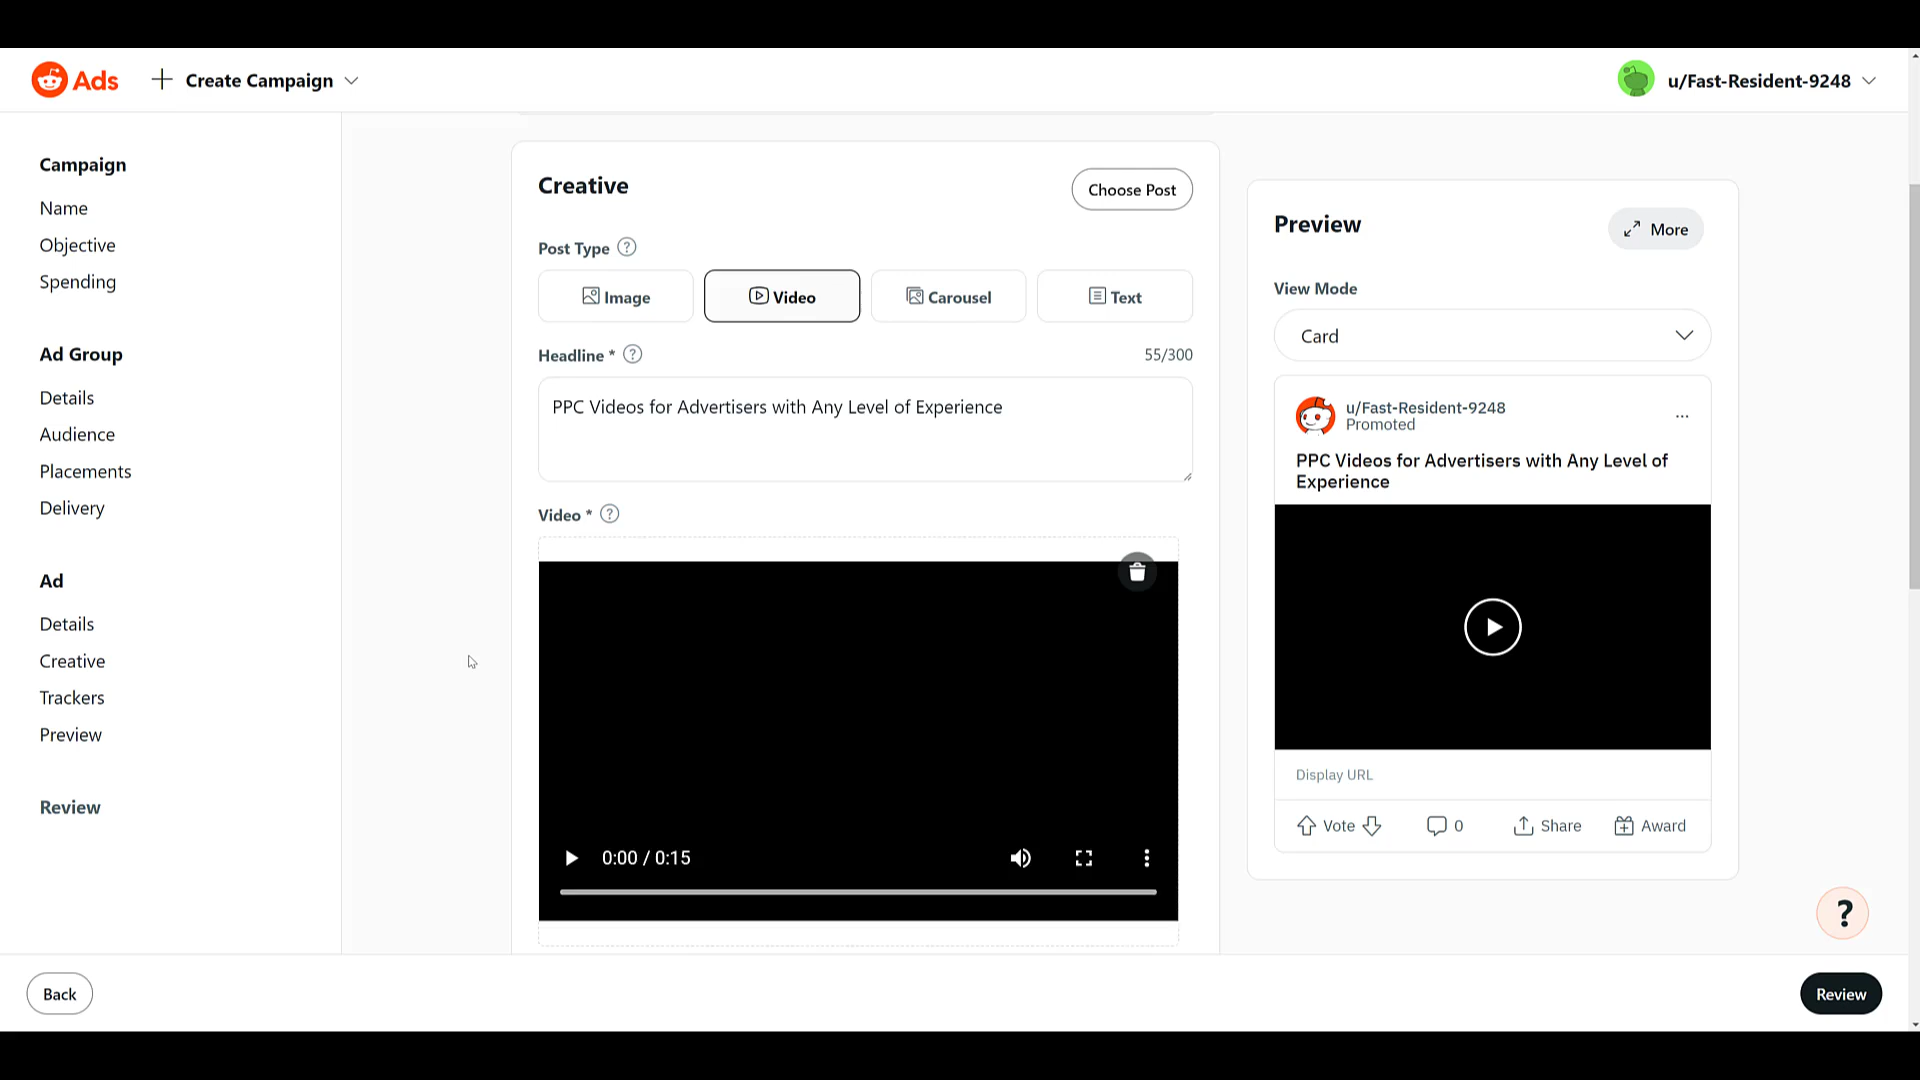 Ads
Create Campaign
u/Fast-Resident-9248
Campaign
Name
Objective
Spending
Ad Group
Details
Audience
Placements
Delivery
Ad
Details
Creative
Trackers
Preview
Review
Creative
Choose Post
Post Type ?
Image
Video
Carousel
Text
Headline * ?
55/300
PPC Videos for Advertisers with Any Level of Experience
Video * ?
0:00 / 0:15
Preview
More
View Mode
Card
u/Fast-Resident-9248
Promoted
...
PPC Videos for Advertisers with Any Level of
Experience
Display URL
Vote
0
Share
Award
?
Back
Review